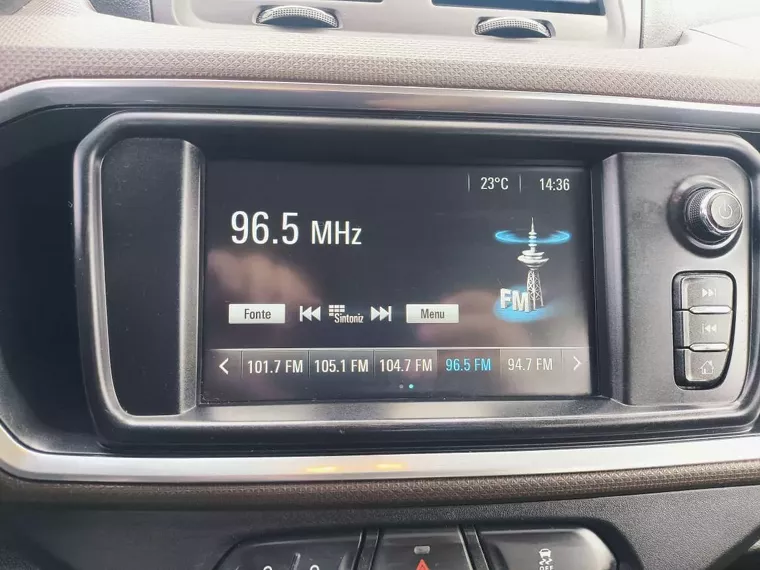 23°C 14:36
96.5 MHz
FM
Fonte Sintoniz Menu
101.7 FM 105.1 FM 104.7 FM 96.5 FM 94.7 FM
OFF